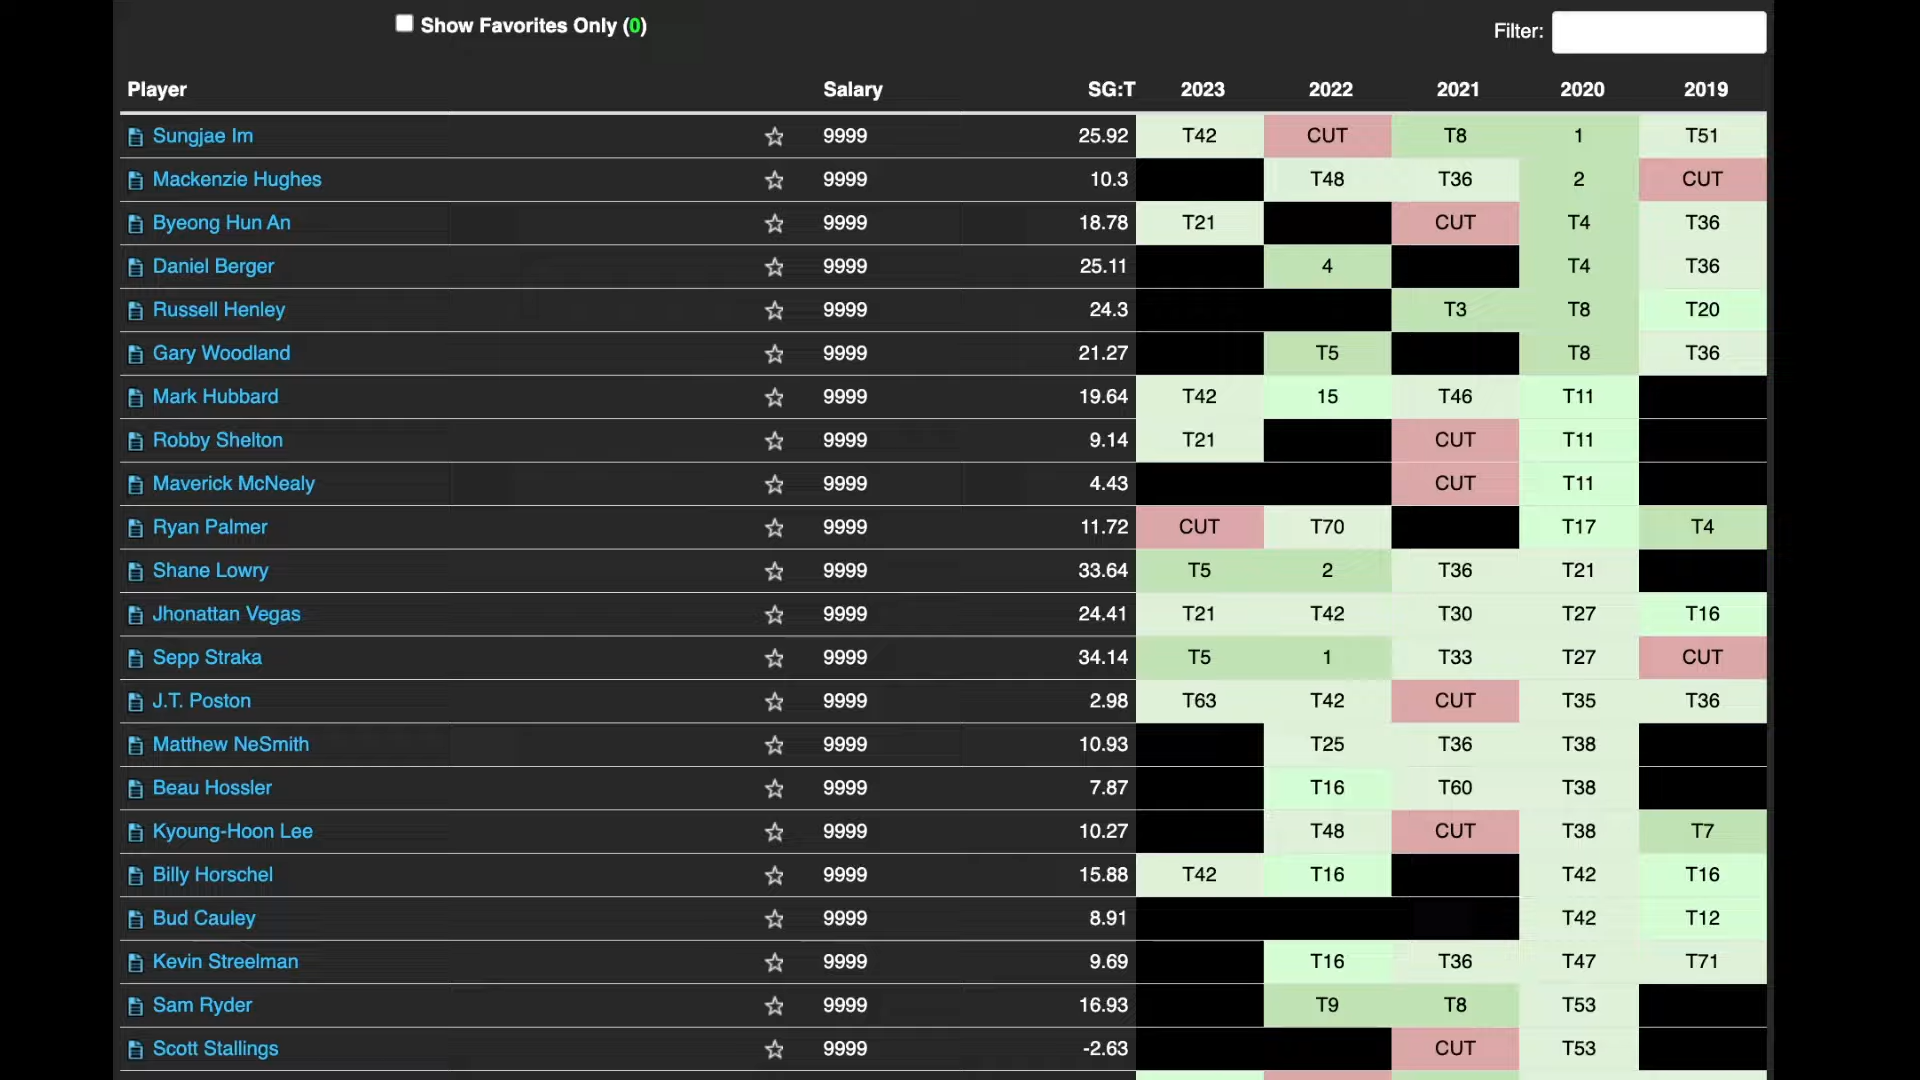 Show Favorites Only (0)
Filter:
Player Salary SG:T 2023 2022 2021 2020 2019
Sungjae Im 9999 25.92 T42 CUT T8 1 T51
Mackenzie Hughes 9999 10.3 T48 T36 2 CUT
Byeong Hun An 9999 18.78 T21 CUT T4 T36
Daniel Berger 9999 25.11 4 T4 T36
Russell Henley 9999 24.3 T3 T8 T20
Gary Woodland 9999 21.27 T5 T8 T36
Mark Hubbard 9999 19.64 T42 15 T46 T11
Robby Shelton 9999 9.14 T21 CUT T11
Maverick McNealy 9999 4.43 CUT T11
Ryan Palmer 9999 11.72 CUT T70 T17 T4
Shane Lowry 9999 33.64 T5 2 T36 T21
Jhonattan Vegas 9999 24.41 T21 T42 T30 T27 T16
Sepp Straka 9999 34.14 T5 1 T33 T27 CUT
J.T. Poston 9999 2.98 T63 T42 CUT T35 T36
Matthew NeSmith 9999 10.93 T25 T36 T38
Beau Hossler 9999 7.87 T16 T60 T38
Kyoung-Hoon Lee 9999 10.27 T48 CUT T38 T7
Billy Horschel 9999 15.88 T42 T16 T42 T16
Bud Cauley 9999 8.91 T42 T12
Kevin Streelman 9999 9.69 T16 T36 T47 T71
Sam Ryder 9999 16.93 T9 T8 T53
Scott Stallings 9999 -2.63 CUT T53